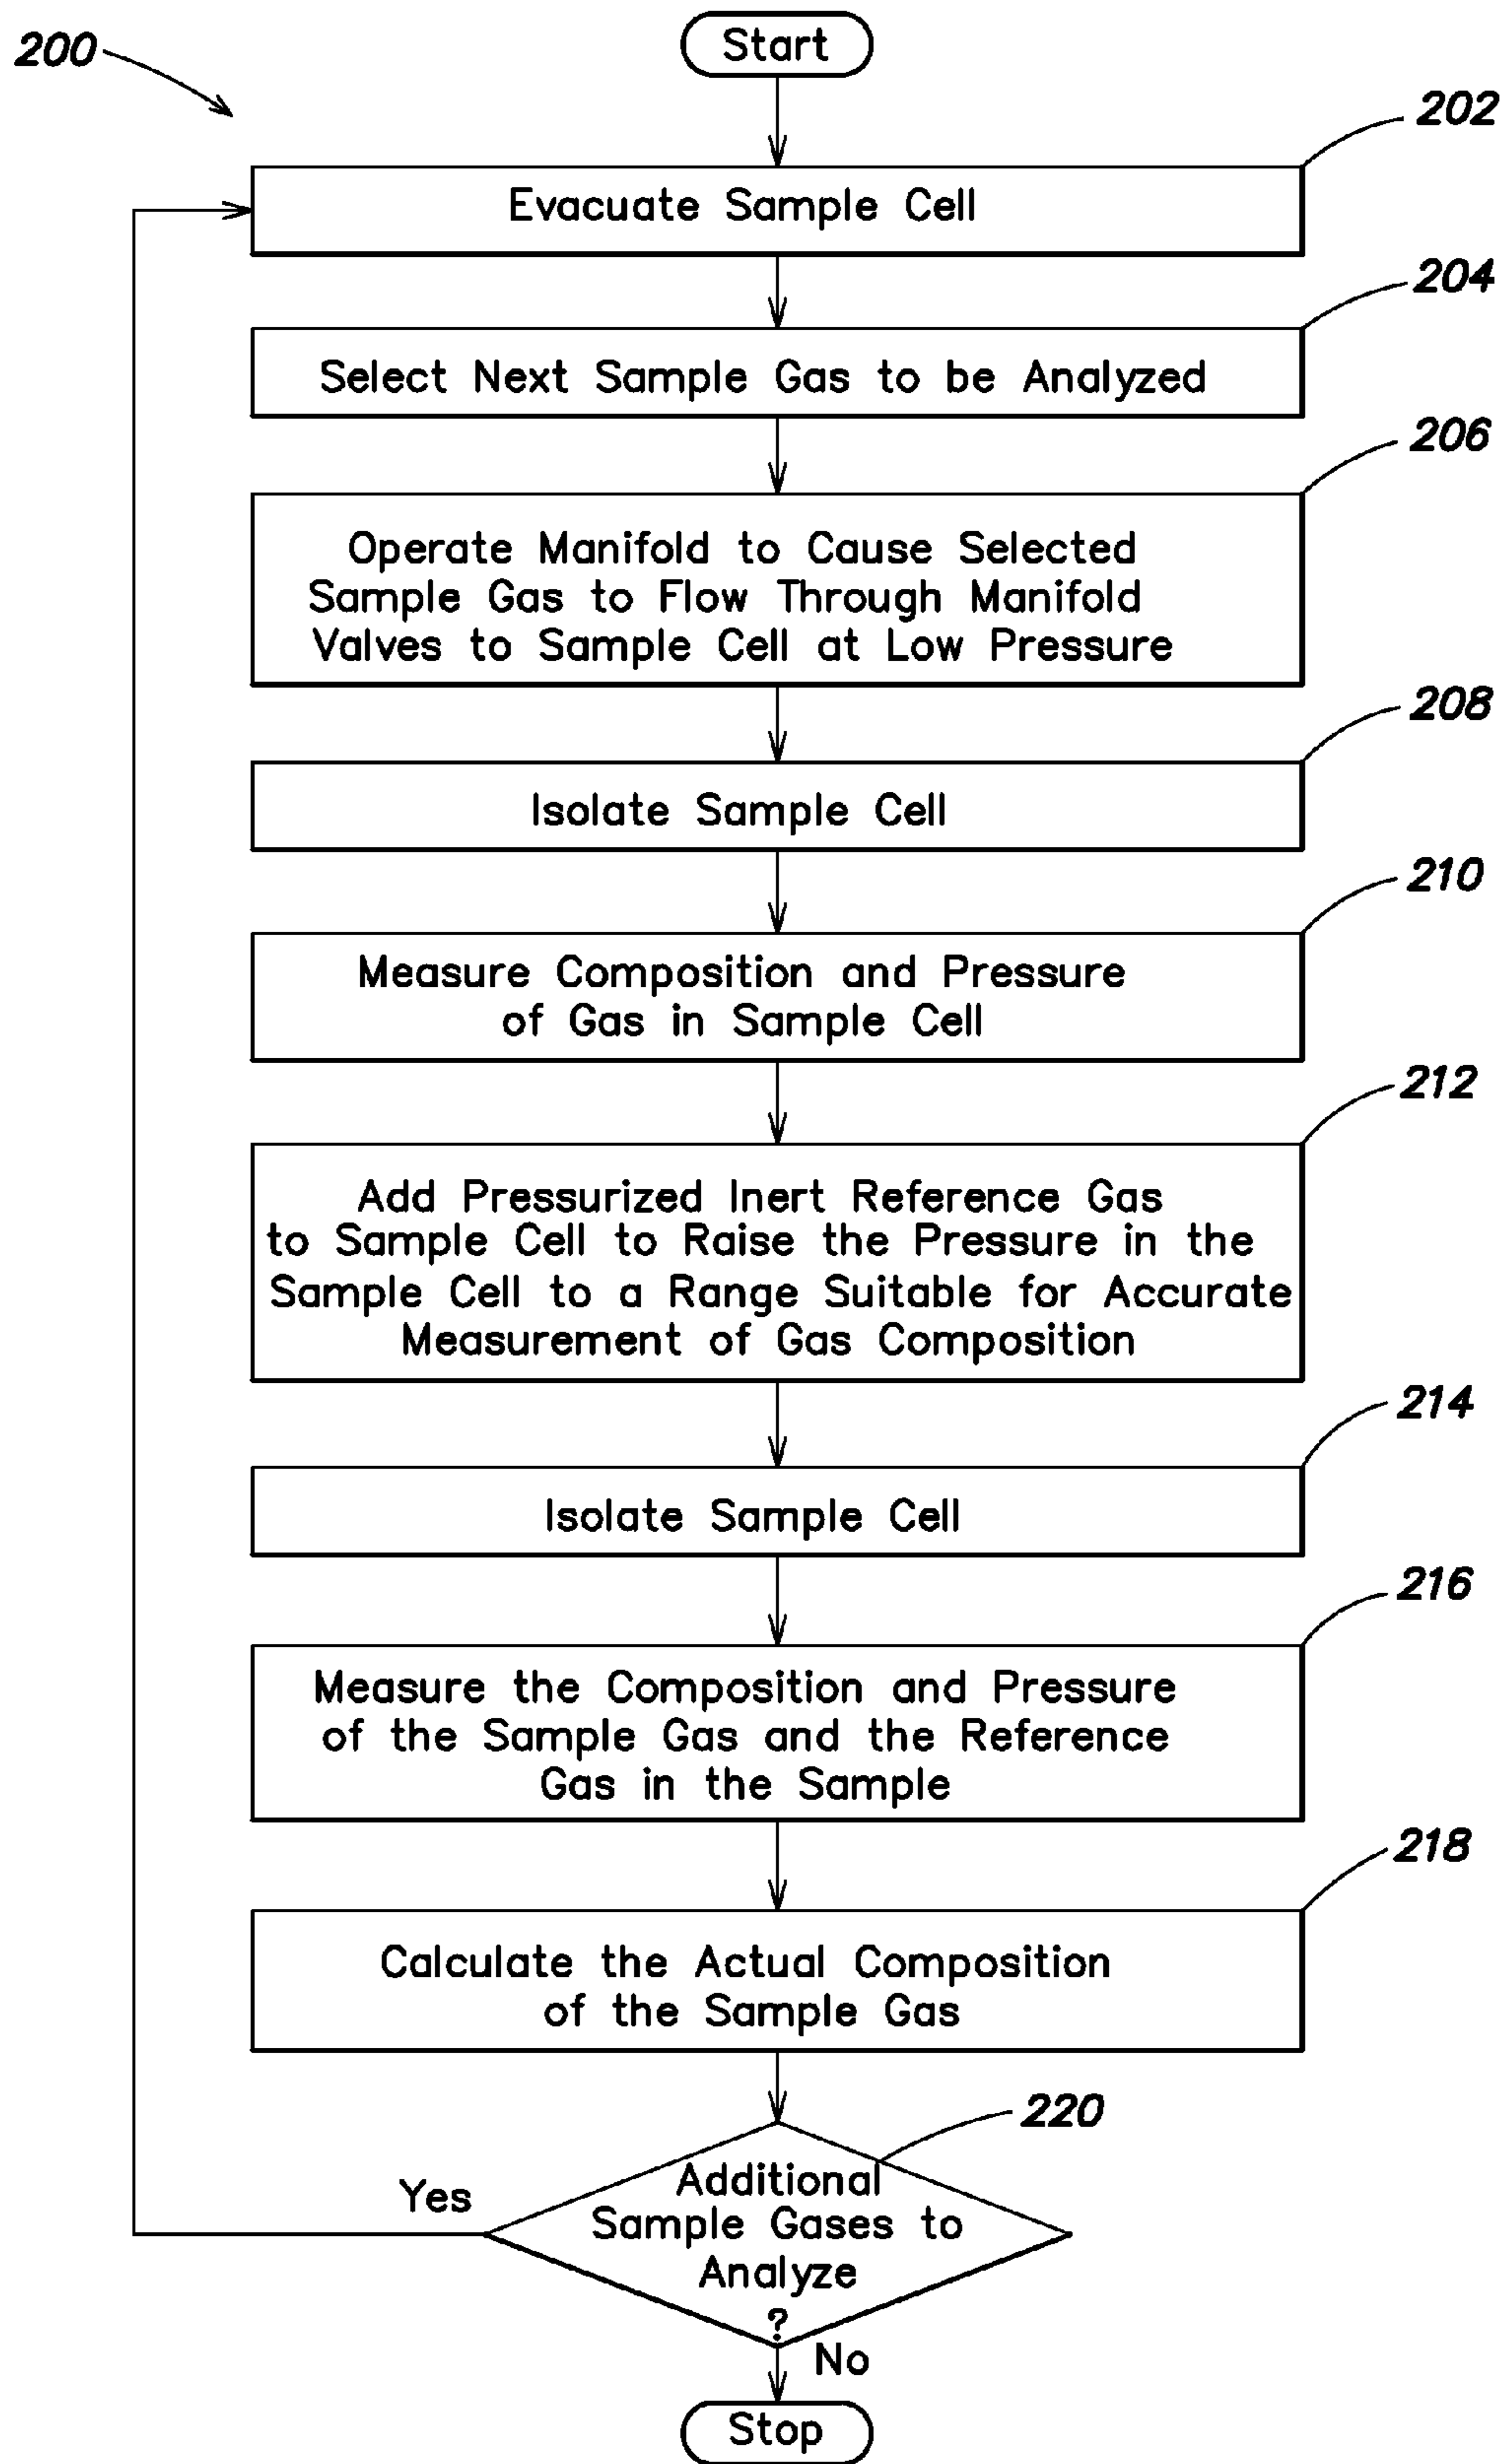 200
Start
202
Evacuate Sample Cell
204
Select Next Sample Gas to be Analyzed
206
Operate Manifold to Cause Selected
Sample Gas to Flow Through Manifold
Valves to Sample Cell at Low Pressure
208
Isolate Sample Cell
210
Measure Composition and Pressure
of Gas in Sample Cell
212
Add Pressurized Inert Reference Gas
to Sample Cell to Raise the Pressure in the
Sample Cell to a Range Suitable for Accurate
Measurement of Gas Composition
214
Isolate Sample Cell
216
Measure the Composition and Pressure
of the Sample Gas and the Reference
Gas in the Sample
218
Calculate the Actual Composition
of the Sample Gas
220
Yes
Additional
Sample Gases to
Analyze
?
No
Stop